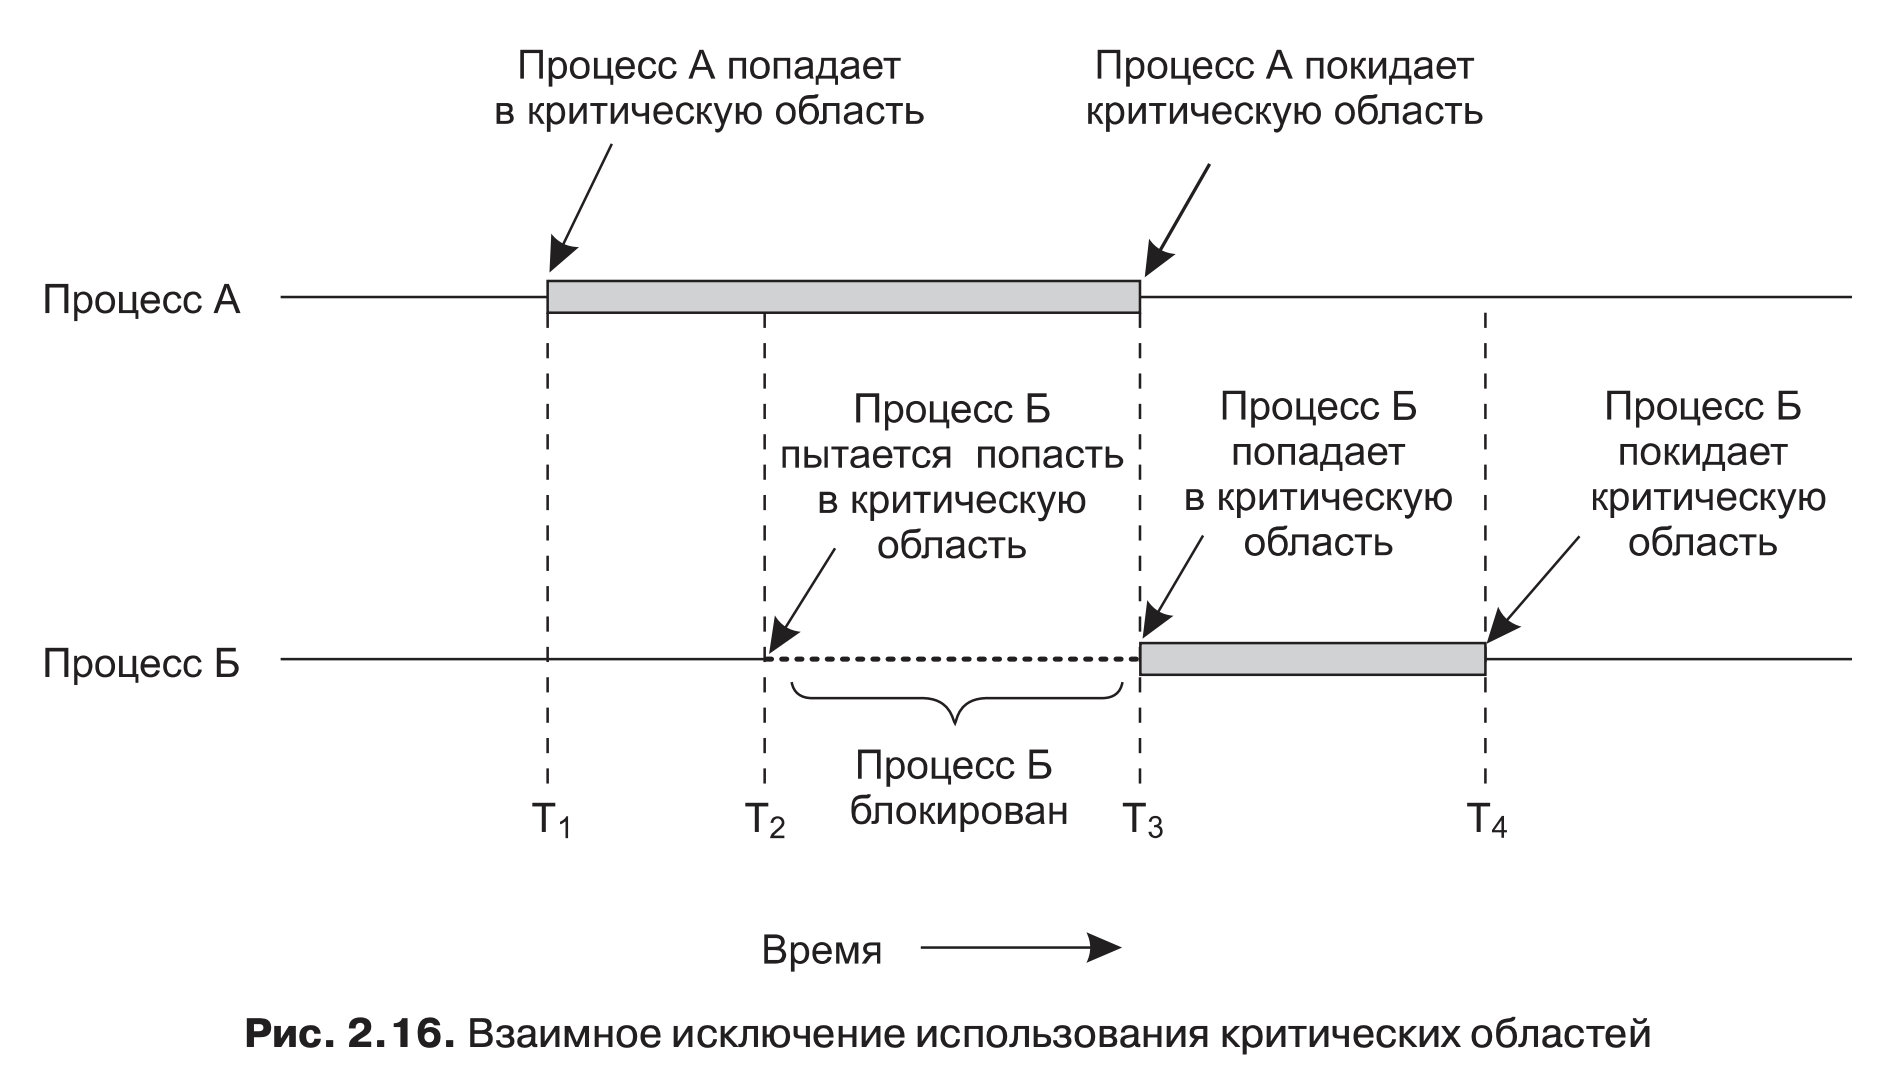 Процесс А попадает
в критическую область
Процесс А покидает
критическую область
Процесс А
Процесс Б
пытается попасть
в критическую
область
Процесс Б
попадает
в критическую
область
Процесс Б
покидает
критическую
область
Процесс Б
Процесс Б
блокирован
T₁
T₂
T₃
T₄
Время
Рис. 2.16. Взаимное исключение использования критических областей